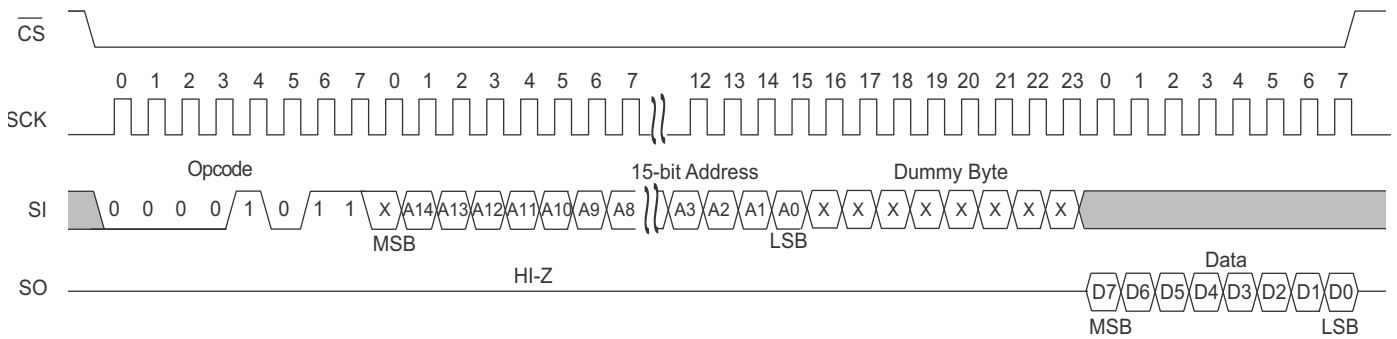 CS
0 1 2 3 4 5 6 7 0 1 2 3 4 5 6 7 12 13 14 15 16 17 18 19 20 21 22 23 0 1 2 3 4 5 6 7
SCK
Opcode 15-bit Address Dummy Byte
SI 0 0 0 0 1 0 1 1 X A14 A13 A12 A11 A10 A9 A8 A3 A2 A1 A0 X X X X X X X X
MSB LSB
HI-Z Data
SO D7 D6 D5 D4 D3 D2 D1 D0
MSB LSB